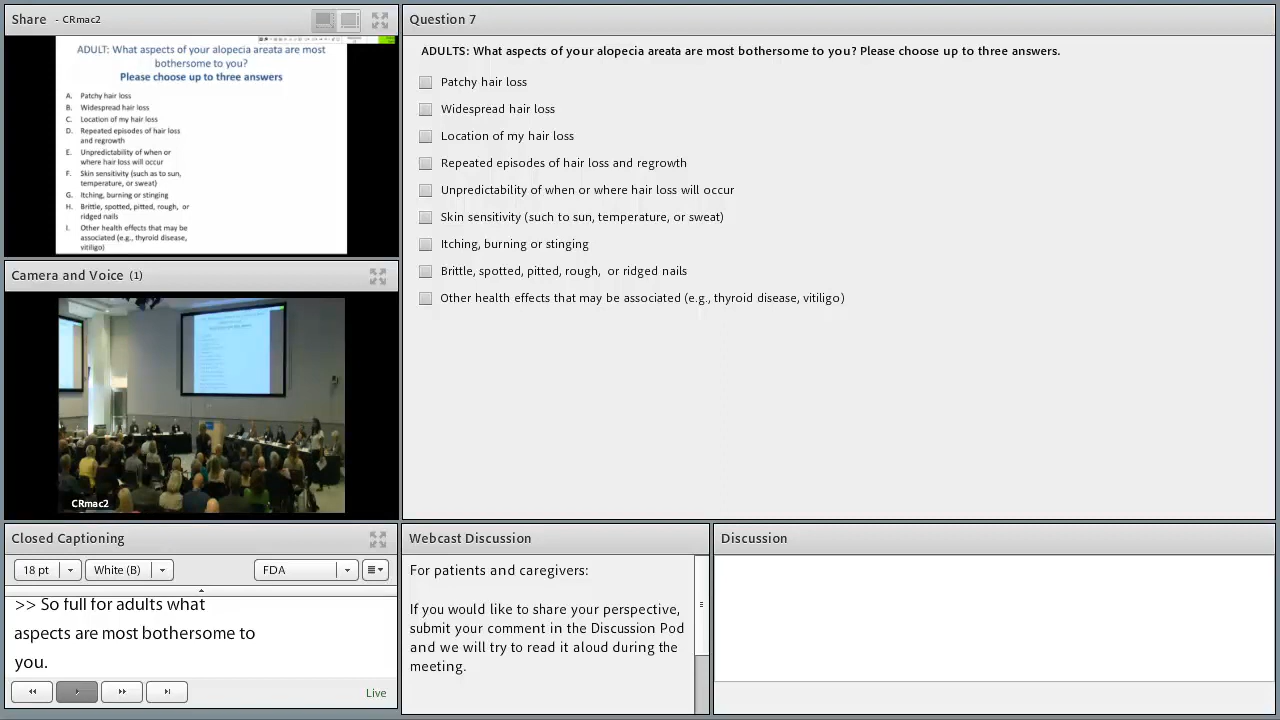 Share - CRmac2
ADULT: What aspects of your alopecia areata are most
bothersome to you?
Please choose up to three answers
A. Patchy hair loss
B. Widespread hair loss
C. Location of my hair loss
D. Repeated episodes of hair loss
and regrowth
E. Unpredictability of when or
where hair loss will occur
F. Skin sensitivity (such as to sun,
temperature, or sweat)
G. Itching, burning or stinging
H. Brittle, spotted, pitted, rough, or
ridged nails
I. Other health effects that may be
associated (e.g., thyroid disease,
vitiligo)
Camera and Voice (1)
CRmac2
Closed Captioning
18 pt
White (B)
FDA
>> So full for adults what
aspects are most bothersome to
you.
Live
Question 7
ADULTS: What aspects of your alopecia areata are most bothersome to you? Please choose up to three answers.
Patchy hair loss
Widespread hair loss
Location of my hair loss
Repeated episodes of hair loss and regrowth
Unpredictability of when or where hair loss will occur
Skin sensitivity (such to sun, temperature, or sweat)
Itching, burning or stinging
Brittle, spotted, pitted, rough, or ridged nails
Other health effects that may be associated (e.g., thyroid disease, vitiligo)
Webcast Discussion
For patients and caregivers:
If you would like to share your perspective,
submit your comment in the Discussion Pod
and we will try to read it aloud during the
meeting.
Discussion